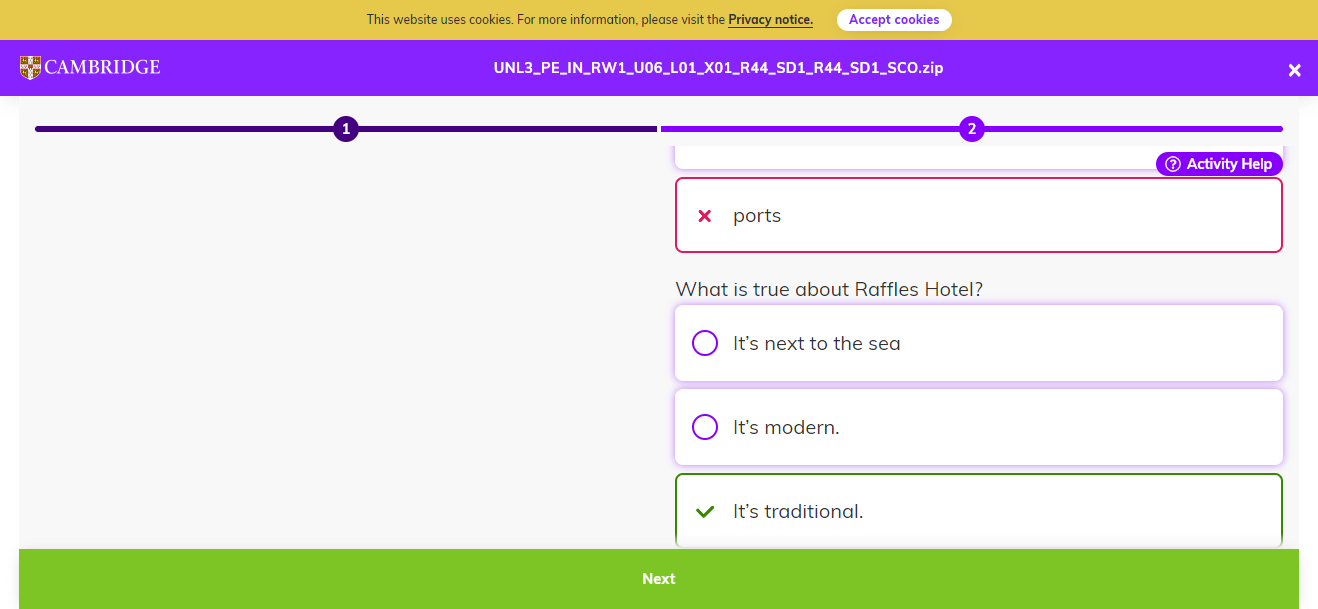 This website uses cookies. For more information, please visit the Privacy notice. Accept cookies
CAMBRIDGE UNL3_PE_IN_RW1_U06_L01_X01_R44_SD1_R44_SD1_SCO.zip
1 2
Activity Help
ports
What is true about Raffles Hotel?
It's next to the sea
It's modern.
It's traditional.
Next